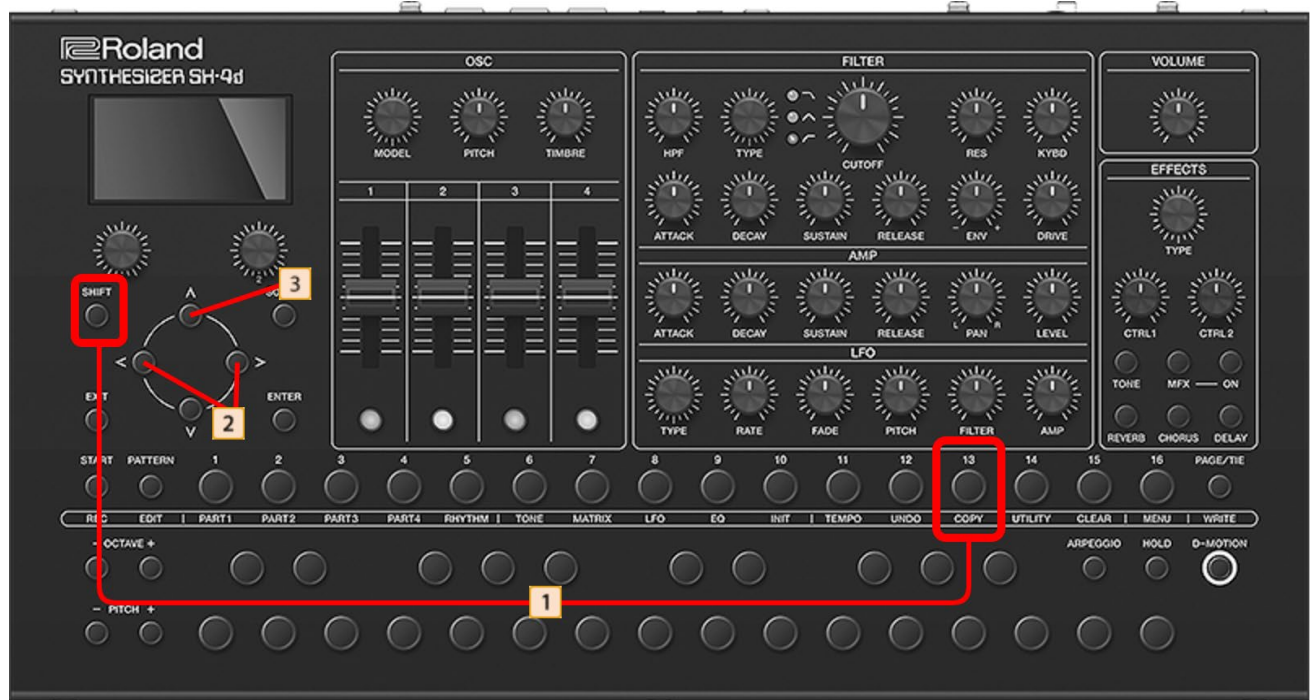 Roland
SYNTHESIZER SH-4d
OSC
MODEL PITCH TIMBRE
1 2 3 4
FILTER
HPF TYPE CUTOFF RES KYBD
ATTACK DECAY SUSTAIN RELEASE - ENV + DRIVE
AMP
ATTACK DECAY SUSTAIN RELEASE L PAN R LEVEL
LFO
TYPE RATE FADE PITCH FILTER AMP
VOLUME
EFFECTS
TYPE
CTRL1 CTRL2
TONE MFX ON
REVERB CHORUS DELAY
2
3
SHIFT
< >
2
EXIT ENTER
START PATTERN 1 2 3 4 5 6 7 8 9 10 11 12 13 14 15 16 PAGE/TIE
REC EDIT PART1 PART2 PART3 PART4 RHYTHM TONE MATRIX LFO EQ INIT TEMPO UNDO COPY UTILITY CLEAR MENU WRITE
- OCTAVE + ARPEGGIO HOLD D-MOTION
1
- PITCH +